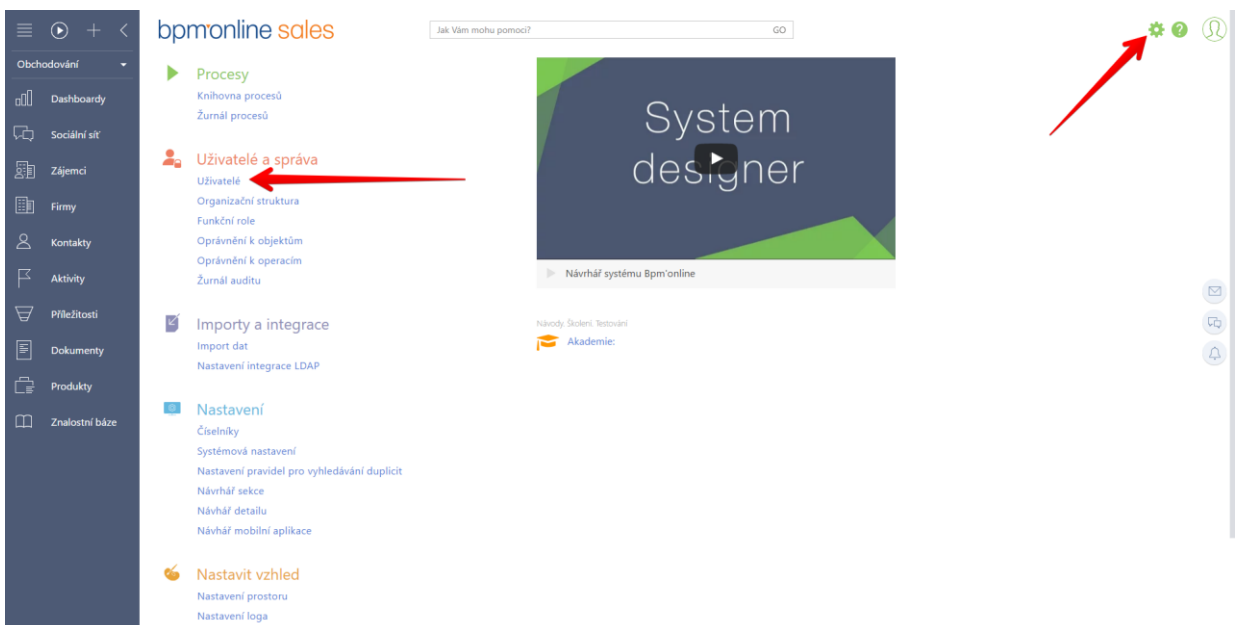 bpm'online sales
Jak Vám mohu pomoci?
GO
Obchodování
Dashboardy
Sociální síť
Zájemci
Firmy
Kontakty
Aktivity
Příležitosti
Dokumenty
Produkty
Znalostní báze
Procesy
Knihovna procesů
Žurnál procesů
Uživatelé a správa
Uživatelé
Organizační struktura
Funkční role
Oprávnění k objektům
Oprávnění k operacím
Žurnál auditu
Importy a integrace
Import dat
Nastavení integrace LDAP
Nastavení
Číselníky
Systémová nastavení
Nastavení pravidel pro vyhledávání duplicit
Návrhář sekce
Návhář detailu
Návhář mobilní aplikace
Nastavit vzhled
Nastavení prostoru
Nastavení loga
System
designer
Návrhář systému Bpm'online
Návody. Školení. Testování
Akademie: